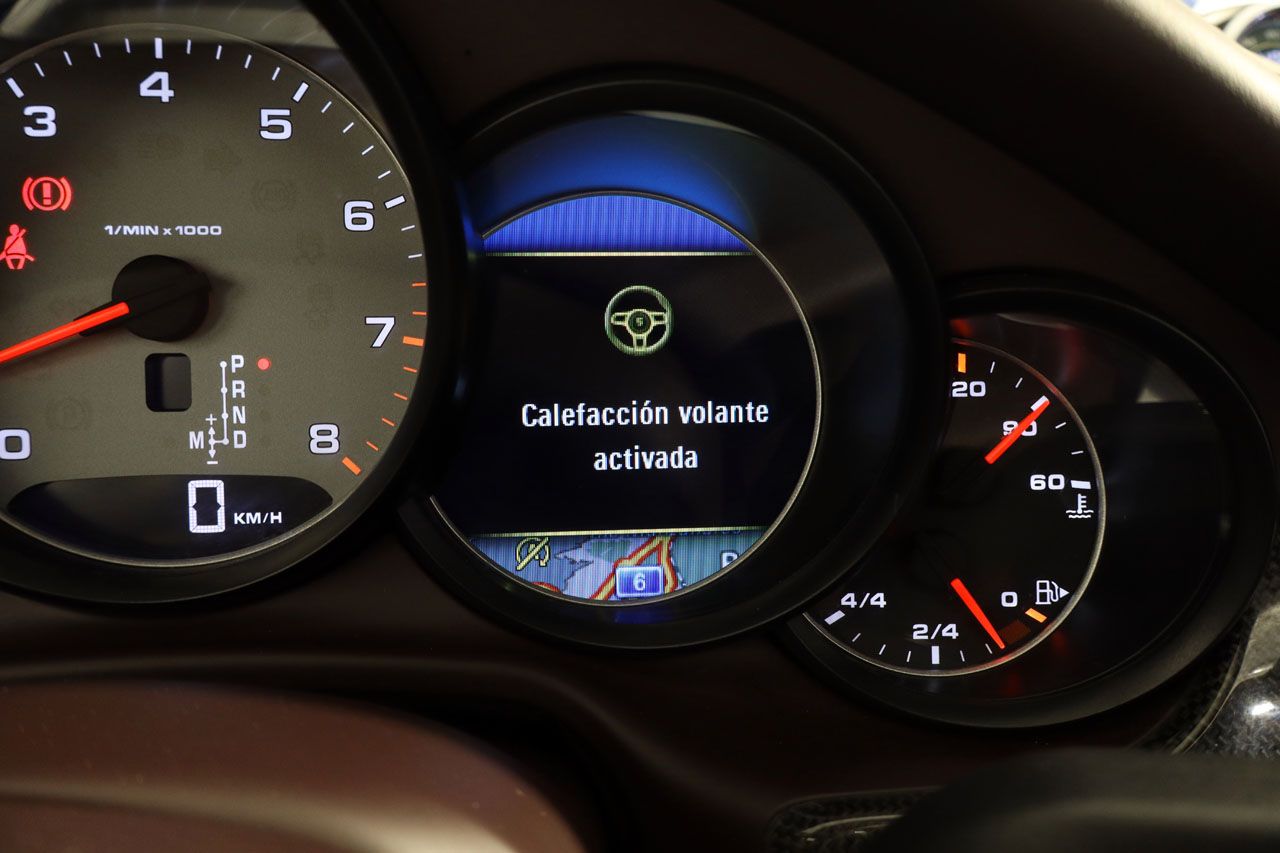 3
4
5
6
7
8
0
1/MIN x 1000
P
R
N
M D
+
−
0 KM/H
Calefacción volante
activada
6
20
90
60
4/4
2/4
0